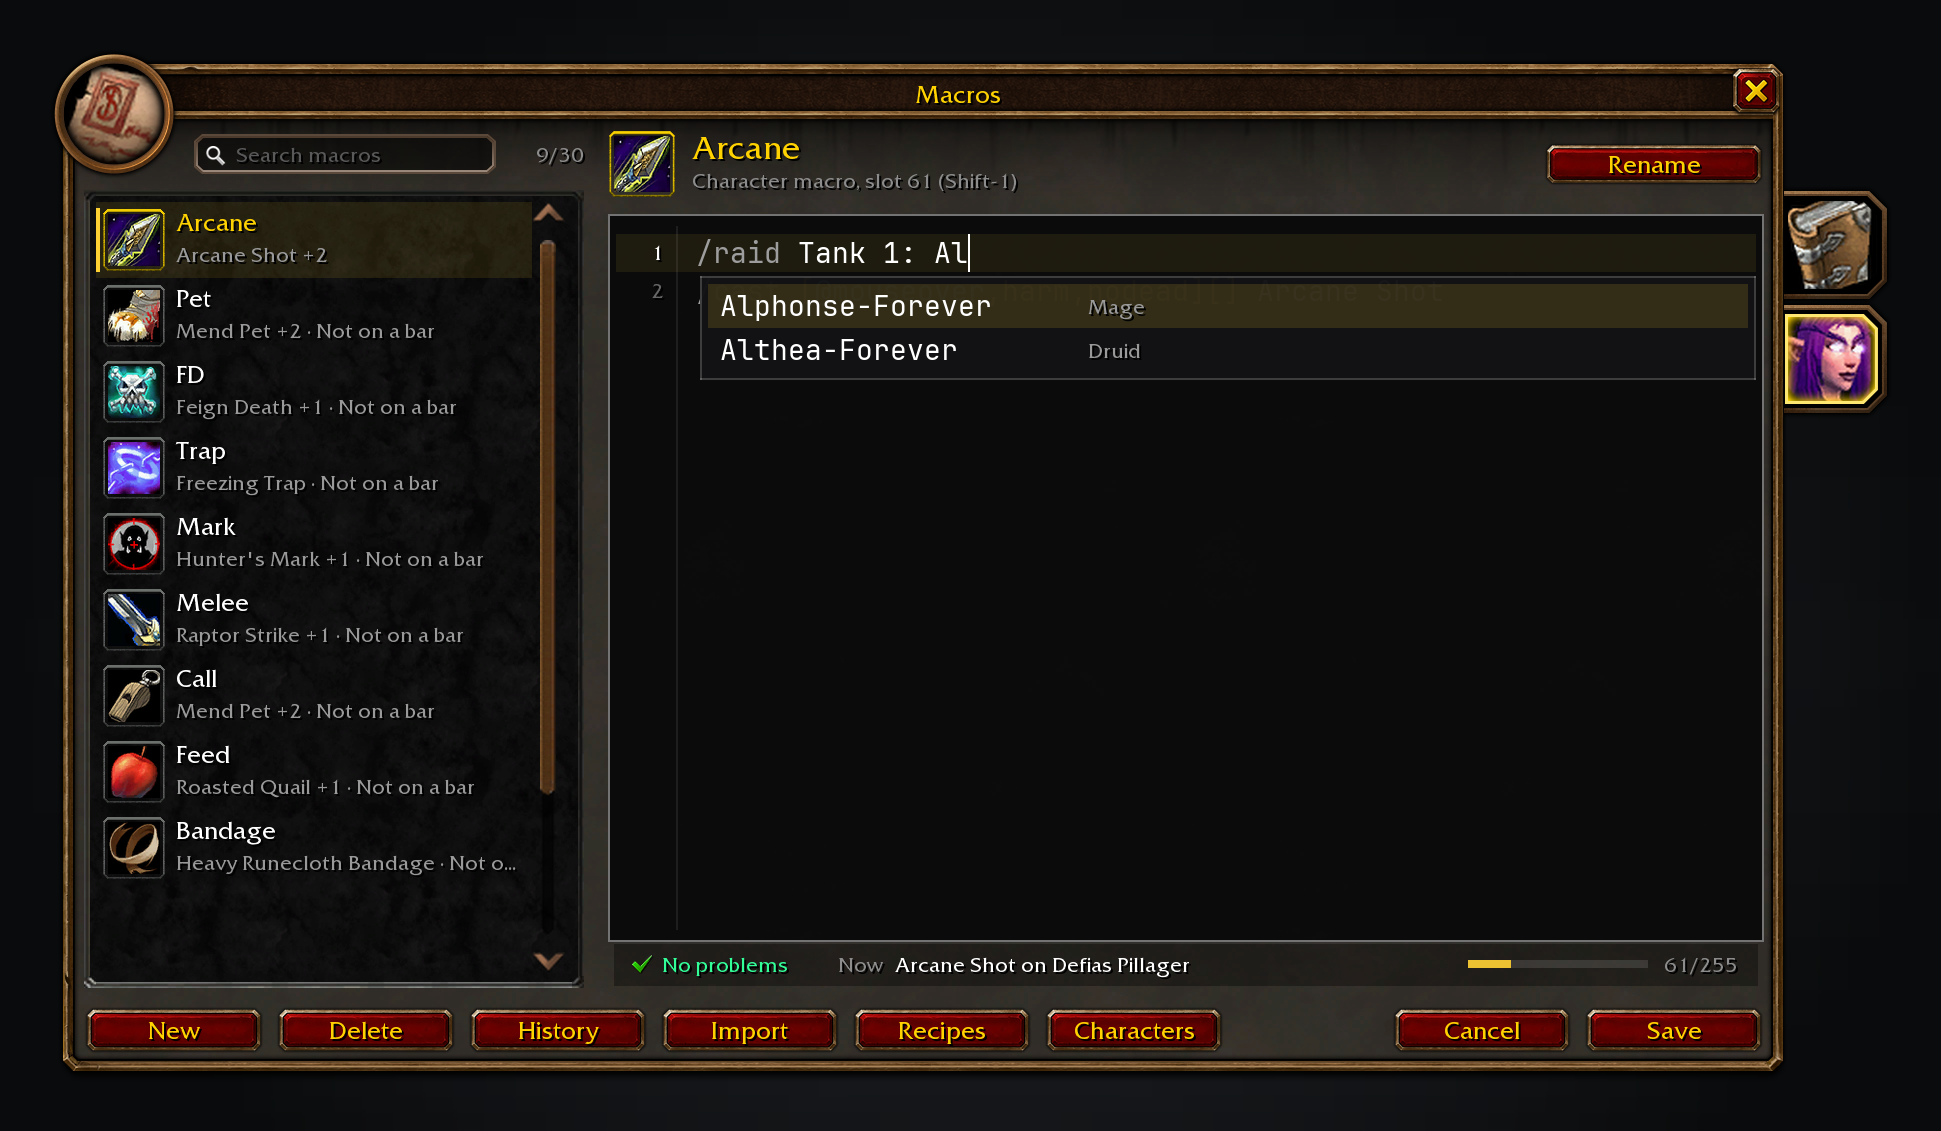 Macros
Search macros
9/30
Arcane
Character macro, slot 61 (Shift-1)
Rename
Arcane
Arcane Shot +2
Pet
Mend Pet +2 · Not on a bar
FD
Feign Death +1 · Not on a bar
Trap
Freezing Trap · Not on a bar
Mark
Hunter's Mark +1 · Not on a bar
Melee
Raptor Strike +1 · Not on a bar
Call
Mend Pet +2 · Not on a bar
Feed
Roasted Quail +1 · Not on a bar
Bandage
Heavy Runecloth Bandage · Not o...
1 /raid Tank 1: Al
2
Arcane Shot
Alphonse-Forever Mage
Althea-Forever Druid
No problems
Now Arcane Shot on Defias Pillager
61/255
New
Delete
History
Import
Recipes
Characters
Cancel
Save